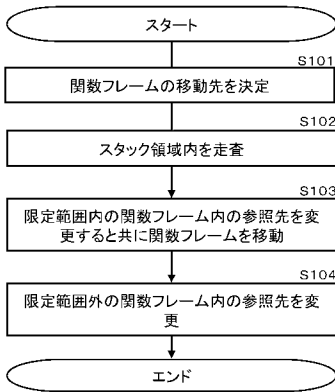 スタート
S101
関数フレームの移動先を決定
S102
スタック領域内を走査
S103
限定範囲内の関数フレーム内の参照先を変
更すると共に関数フレームを移動
S104
限定範囲外の関数フレーム内の参照先を変
更
エンド